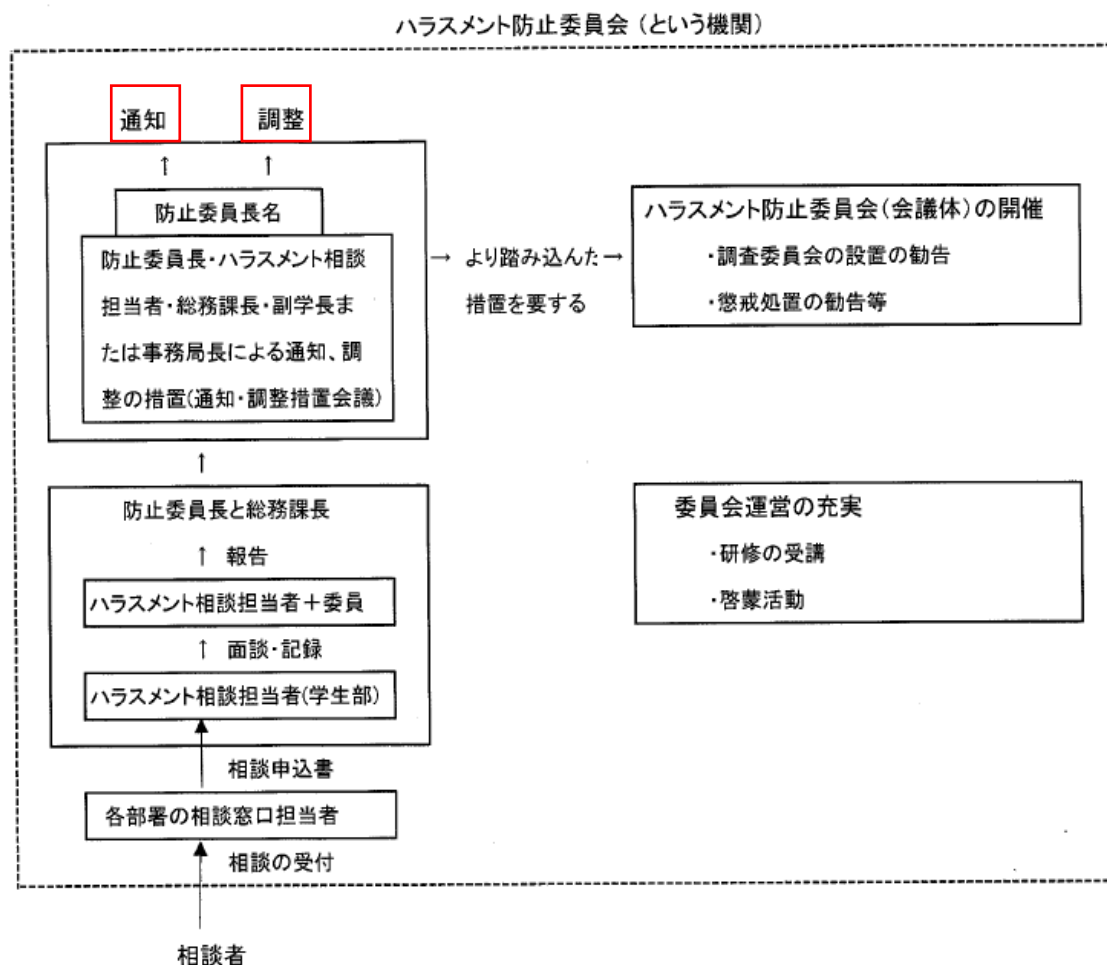 ハラスメント防止委員会（という機関）
通知 調整
↑ ↑
防止委員長名
防止委員長・ハラスメント相談
担当者・総務課長・副学長ま
たは事務局長による通知、調
整の措置(通知・調整措置会議)
→ より踏み込んた →
措置を要する
ハラスメント防止委員会(会議体)の開催
・調査委員会の設置の勧告
・懲戒処置の勧告等
↑
防止委員長と総務課長
↑ 報告
ハラスメント相談担当者＋委員
↑ 面談・記録
ハラスメント相談担当者(学生部)
相談申込書
各部署の相談窓口担当者
相談の受付
相談者
委員会運営の充実
・研修の受講
・啓蒙活動